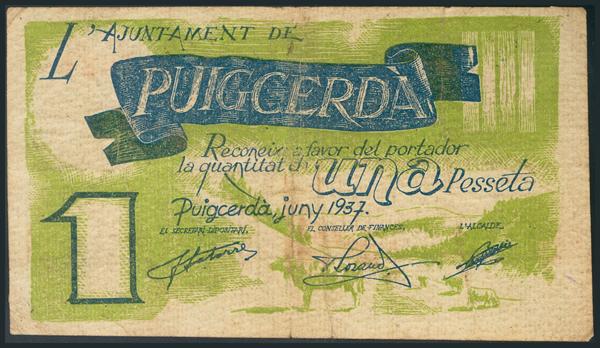 L'AJUNTAMENT DE
PUIGCERDÀ
Reconeix a favor del portador
la quantitat d'una Pesseta
Puigcerdà, juny 1937.
EL SECRETARI-DIPOSITARI, EL CONSELLER DE FINANCES, L'ALCALDE
1